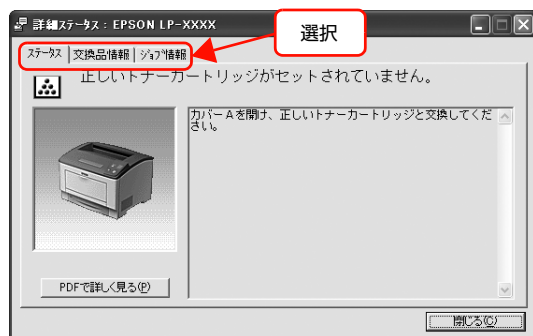 詳細ステータス : EPSON LP-XXXX
選択
ステータス 交換品情報 ジョブ情報
正しいトナーカートリッジがセットされていません。
カバーAを開け、正しいトナーカートリッジと交換してくだ
さい。
PDFで詳しく見る(P)
閉じる(C)